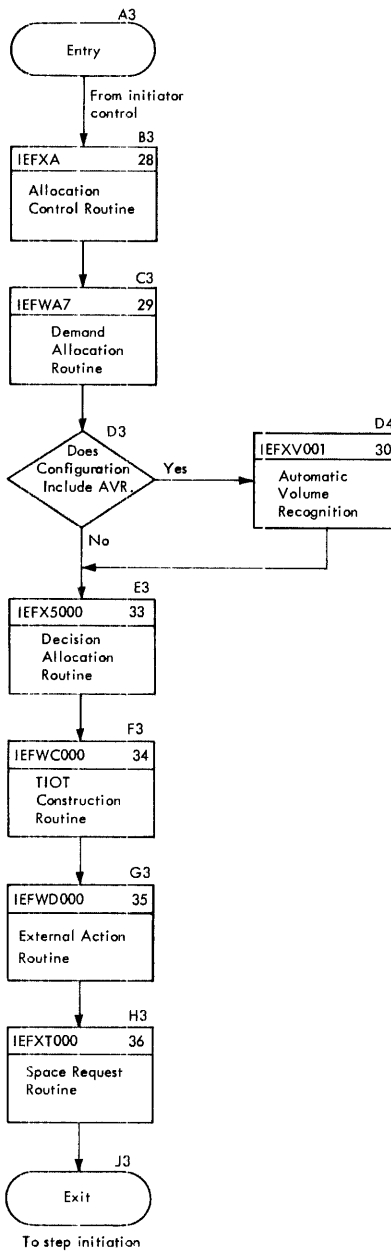 A3
Entry
From initiator
control
B3
IEFXA 28
Allocation
Control Routine
C3
IEFWA7 29
Demand
Allocation
Routine
D3
Does
Configuration
Include AVR.
Yes
No
D4
IEFXV001 30
Automatic
Volume
Recognition
E3
IEFX5000 33
Decision
Allocation
Routine
F3
IEFWC000 34
TIOT
Construction
Routine
G3
IEFWD000 35
External Action
Routine
H3
IEFXT000 36
Space Request
Routine
J3
Exit
To step initiation